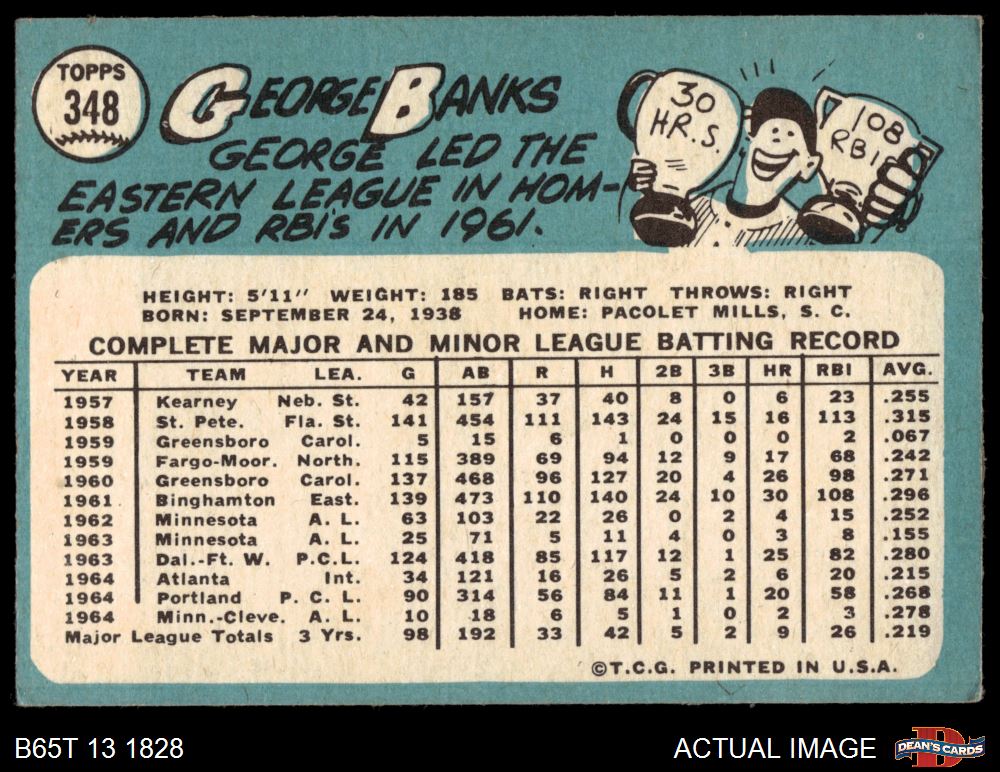 TOPPS
348
GEORGE BANKS
GEORGE LED THE
EASTERN LEAGUE IN HOM-
ERS AND RBI'S IN 1961.
30
HR.S.
108
RBI
HEIGHT: 5'11" WEIGHT: 185 BATS: RIGHT THROWS: RIGHT
BORN: SEPTEMBER 24, 1938 HOME: PACOLET MILLS, S. C.
COMPLETE MAJOR AND MINOR LEAGUE BATTING RECORD
YEAR TEAM LEA. G AB R H 2B 3B HR RBI AVG.
1957 Kearney Neb. St. 42 157 37 40 8 0 6 23 .255
1958 St. Pete. Fla. St. 141 454 111 143 24 15 16 113 .315
1959 Greensboro Carol. 5 15 6 1 0 0 0 2 .067
1959 Fargo-Moor. North. 115 389 69 94 12 9 17 68 .242
1960 Greensboro Carol. 137 468 96 127 20 4 26 98 .271
1961 Binghamton East. 139 473 110 140 24 10 30 108 .296
1962 Minnesota A. L. 63 103 22 26 0 2 4 15 .252
1963 Minnesota A. L. 25 71 5 11 4 0 3 8 .155
1963 Dal.-Ft. W. P.C.L. 124 418 85 117 12 1 25 82 .280
1964 Atlanta Int. 34 121 16 26 5 2 6 20 .215
1964 Portland P. C. L. 90 314 56 84 11 1 20 58 .268
1964 Minn.-Cleve. A. L. 10 18 6 5 1 0 2 3 .278
Major League Totals 3 Yrs. 98 192 33 42 5 2 9 26 .219
©T.C.G. PRINTED IN U.S.A.
B65T 13 1828
ACTUAL IMAGE
D
DEAN'S CARDS